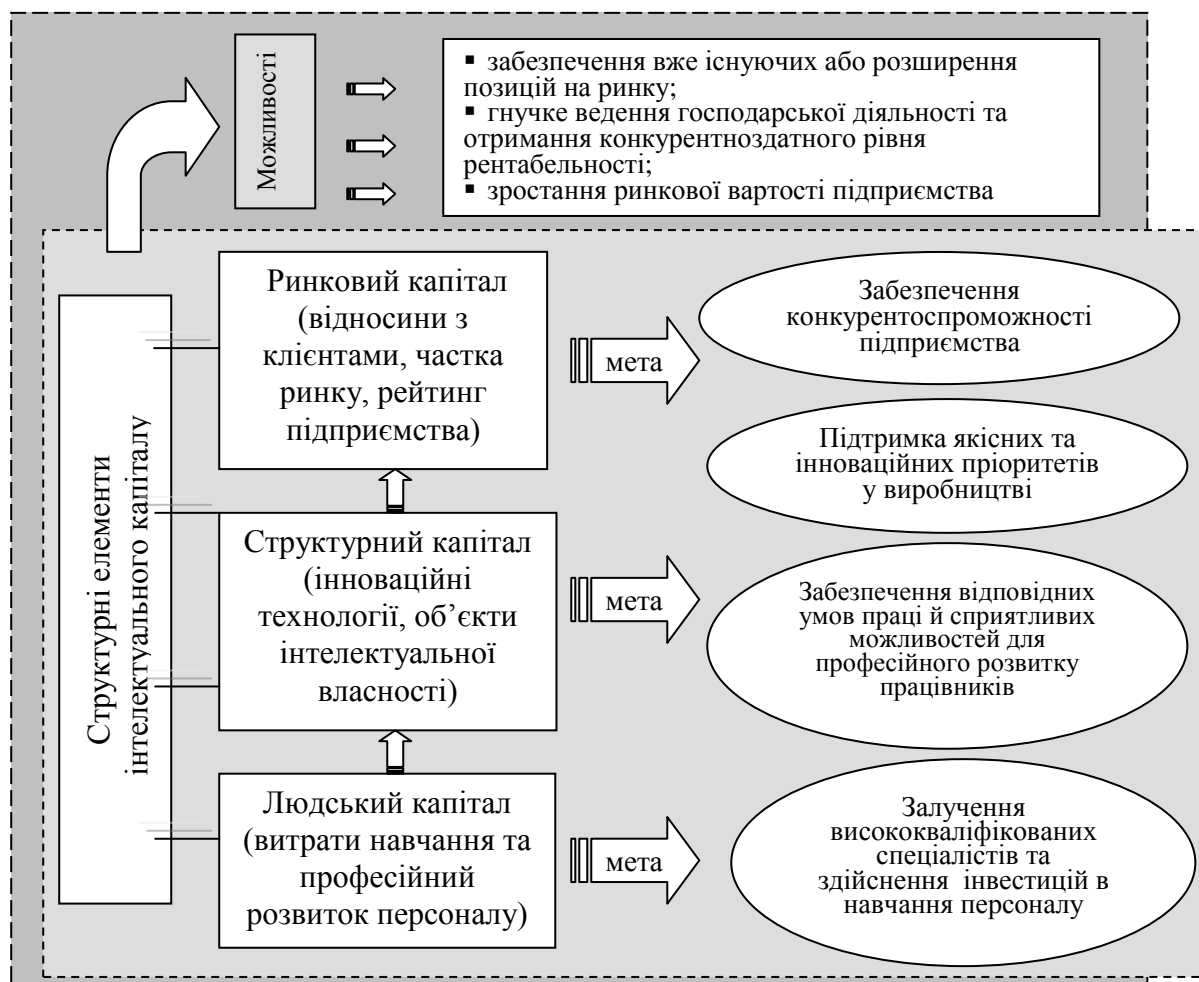 Можливості
▪ забезпечення вже існуючих або розширення
позицій на ринку;
▪ гнучке ведення господарської діяльності та
отримання конкурентноздатного рівня
рентабельності;
▪ зростання ринкової вартості підприємства
Структурні елементи
інтелектуального капіталу
Ринковий капітал
(відносини з
клієнтами, частка
ринку, рейтинг
підприємства)
мета
Забезпечення
конкурентоспроможності
підприємства
Підтримка якісних та
інноваційних пріоритетів
у виробництві
Структурний капітал
(інноваційні
технології, об’єкти
інтелектуальної
власності)
мета
Забезпечення відповідних
умов праці й сприятливих
можливостей для
професійного розвитку
працівників
Людський капітал
(витрати навчання та
професійний
розвиток персоналу)
мета
Залучення
висококваліфікованих
спеціалістів та
здійснення інвестицій в
навчання персоналу